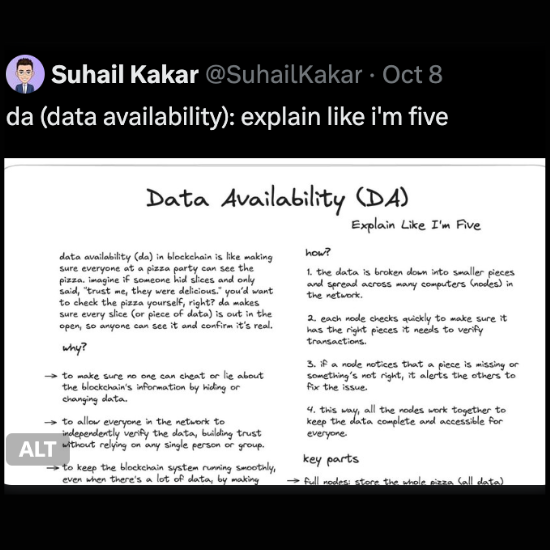 Suhail Kakar @SuhailKakar · Oct 8
da (data availability): explain like i'm five
Data Availability (DA)
Explain Like I'm Five
data availability (da) in blockchain is like making
sure everyone at a pizza party can see the
pizza. imagine if someone hid slices and only
said, "trust me, they were delicious." you'd want
to check the pizza yourself, right? da makes
sure every slice (or piece of data) is out in the
open, so anyone can see it and confirm it's real.
why?
→ to make sure no one can cheat or lie about
the blockchain's information by hiding or
changing data.
→ to allow everyone in the network to
independently verify the data, building trust
without relying on any single person or group.
→ to keep the blockchain system running smoothly,
even when there's a lot of data, by making
ALT
how?
1. the data is broken down into smaller pieces
and spread across many computers (nodes) in
the network.
2. each node checks quickly to make sure it
has the right pieces it needs to verify
transactions.
3. if a node notices that a piece is missing or
something's not right, it alerts the others to
fix the issue.
4. this way, all the nodes work together to
keep the data complete and accessible for
everyone.
key parts
→ full nodes: store the whole pizza (all data)